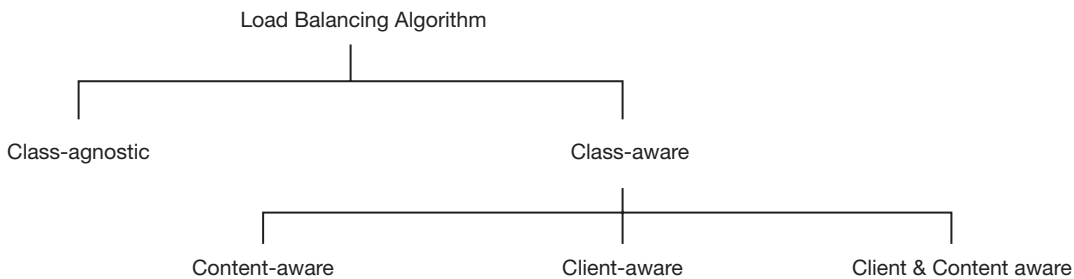 Load Balancing Algorithm
Class-agnostic
Class-aware
Content-aware
Client-aware
Client & Content aware